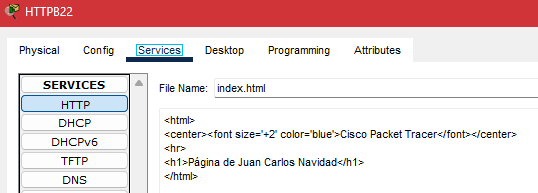 HTTPB22
Physical Config Services Desktop Programming Attributes
SERVICES
HTTP
DHCP
DHCPv6
TFTP
DNS
File Name: index.html
<html>
<center><font size='+2' color='blue'>Cisco Packet Tracer</font></center>
<hr>
<h1>Página de Juan Carlos Navidad</h1>
</html>